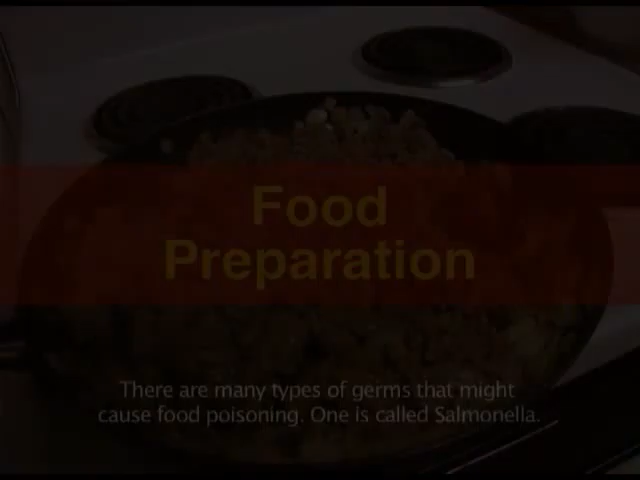 Food
Preparation
There are many types of germs that might
cause food poisoning. One is called Salmonella.